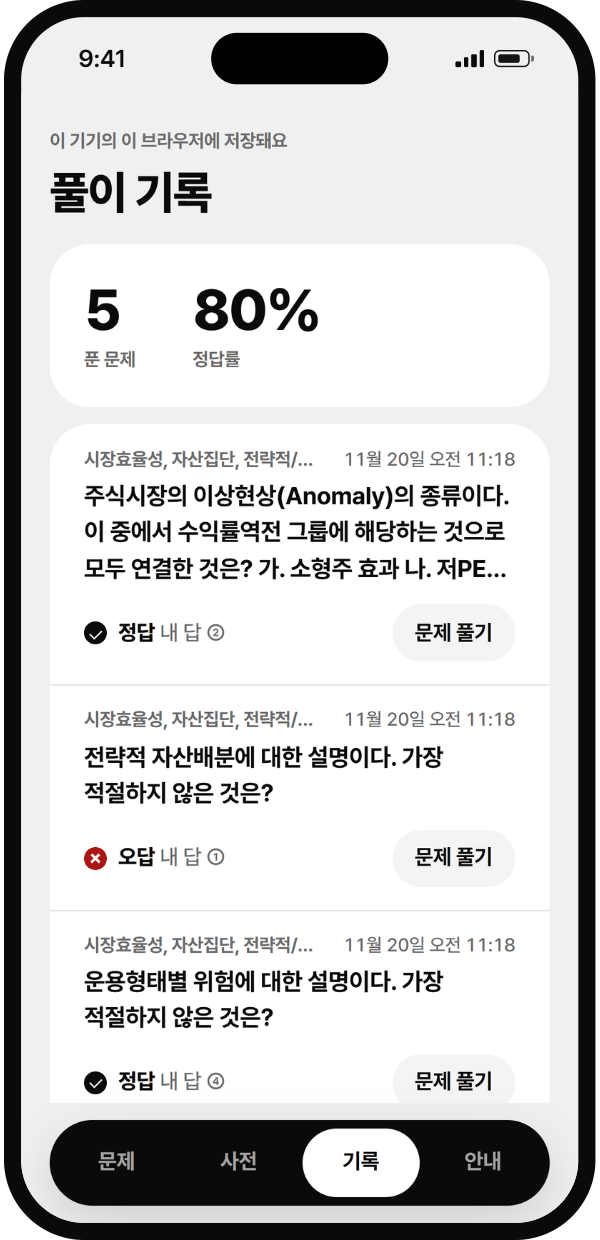 9:41
이 기기의 이 브라우저에 저장돼요
풀이 기록
5
푼 문제
80%
정답률
시장효율성, 자산집단, 전략적/... 11월 20일 오전 11:18
주식시장의 이상현상(Anomaly)의 종류이다.
이 중에서 수익률역전 그룹에 해당하는 것으로
모두 연결한 것은? 가. 소형주 효과 나. 저PE...
정답 내 답 ② 문제 풀기
시장효율성, 자산집단, 전략적/... 11월 20일 오전 11:18
전략적 자산배분에 대한 설명이다. 가장
적절하지 않은 것은?
오답 내 답 ① 문제 풀기
시장효율성, 자산집단, 전략적/... 11월 20일 오전 11:18
운용형태별 위험에 대한 설명이다. 가장
적절하지 않은 것은?
정답 내 답 ④ 문제 풀기
문제 사전 기록 안내